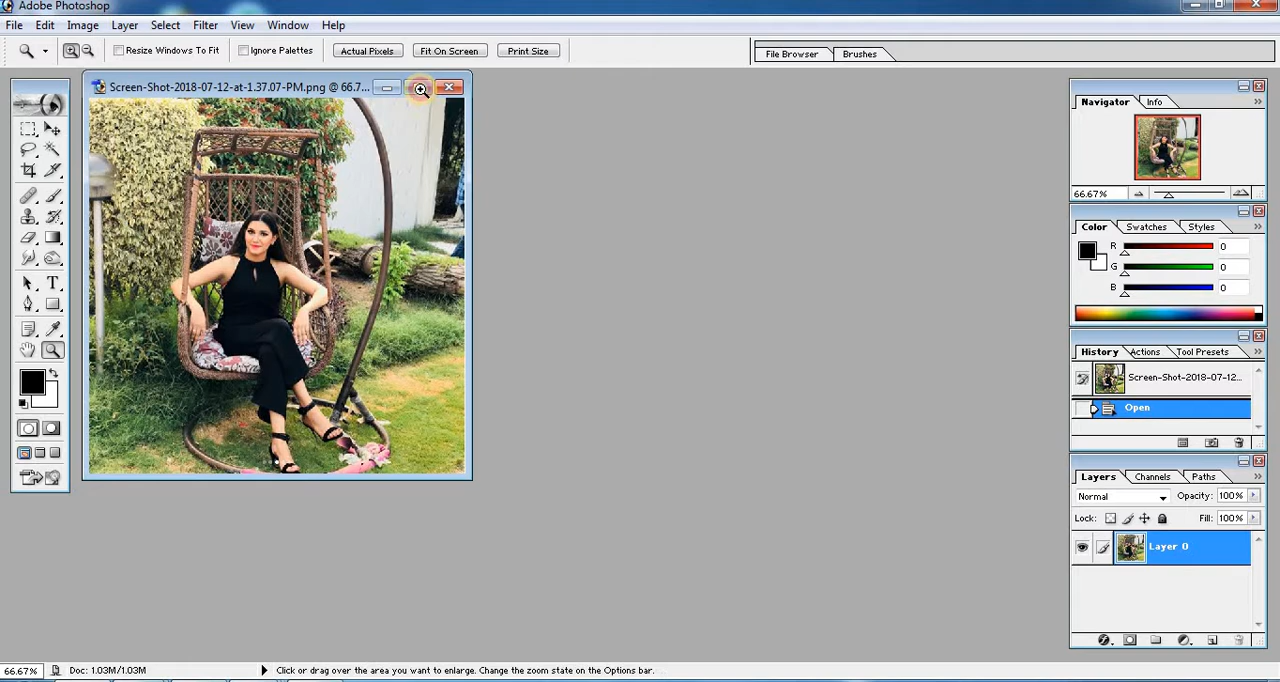 Adobe Photoshop
File Edit Image Layer Select Filter View Window Help
Resize Windows To Fit Ignore Palettes Actual Pixels Fit On Screen Print Size File Browser Brushes
Screen-Shot-2018-07-12-at-1.37.07-PM.png @ 66.7...
Navigator Info
66.67%
Color Swatches Styles
R 0
G 0
B 0
History Actions Tool Presets
Screen-Shot-2018-07-12...
Open
Layers Channels Paths
Normal Opacity: 100%
Lock: Fill: 100%
Layer 0
66.67% Doc: 1.03M/1.03M Click or drag over the area you want to enlarge. Change the zoom state on the Options bar.